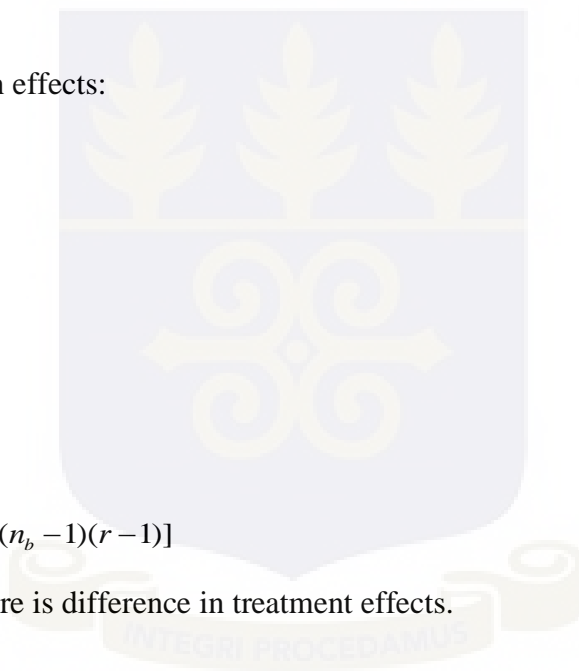 n effects:
(n_b − 1)(r − 1)]
re is difference in treatment effects.
INTEGRI PROCEDAMUS